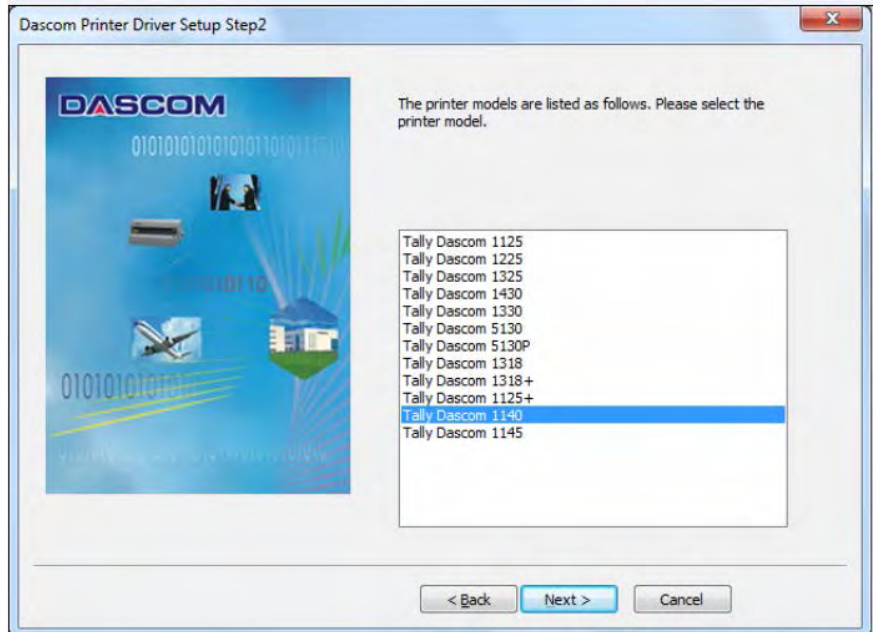 Dascom Printer Driver Setup Step2
DASCOM
The printer models are listed as follows. Please select the
printer model.
Tally Dascom 1125
Tally Dascom 1225
Tally Dascom 1325
Tally Dascom 1430
Tally Dascom 1330
Tally Dascom 5130
Tally Dascom 5130P
Tally Dascom 1318
Tally Dascom 1318+
Tally Dascom 1125+
Tally Dascom 1140
Tally Dascom 1145
< Back
Next >
Cancel